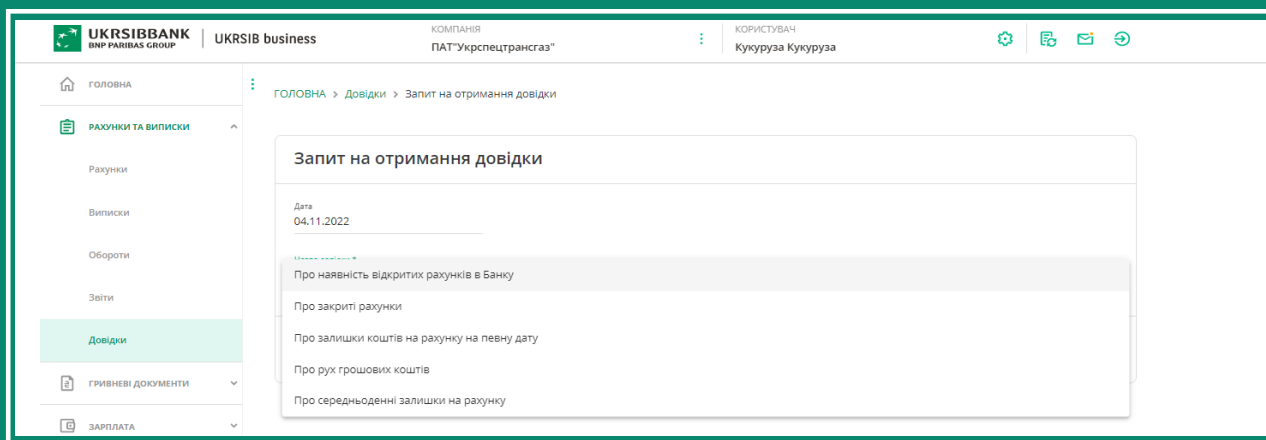 UKRSIBBANK
BNP PARIBAS GROUP
UKRSIB business
КОМПАНІЯ
ПАТ"Укрспецтрансгаз"
КОРИСТУВАЧ
Кукуруза Кукуруза
ГОЛОВНА
РАХУНКИ ТА ВИПИСКИ
Рахунки
Виписки
Обороти
Звіти
Довідки
ГРИВНЕВІ ДОКУМЕНТИ
ЗАРПЛАТА
ГОЛОВНА > Довідки > Запит на отримання довідки
Запит на отримання довідки
Дата
04.11.2022
Про наявність відкритих рахунків в Банку
Про закриті рахунки
Про залишки коштів на рахунку на певну дату
Про рух грошових коштів
Про середньоденні залишки на рахунку